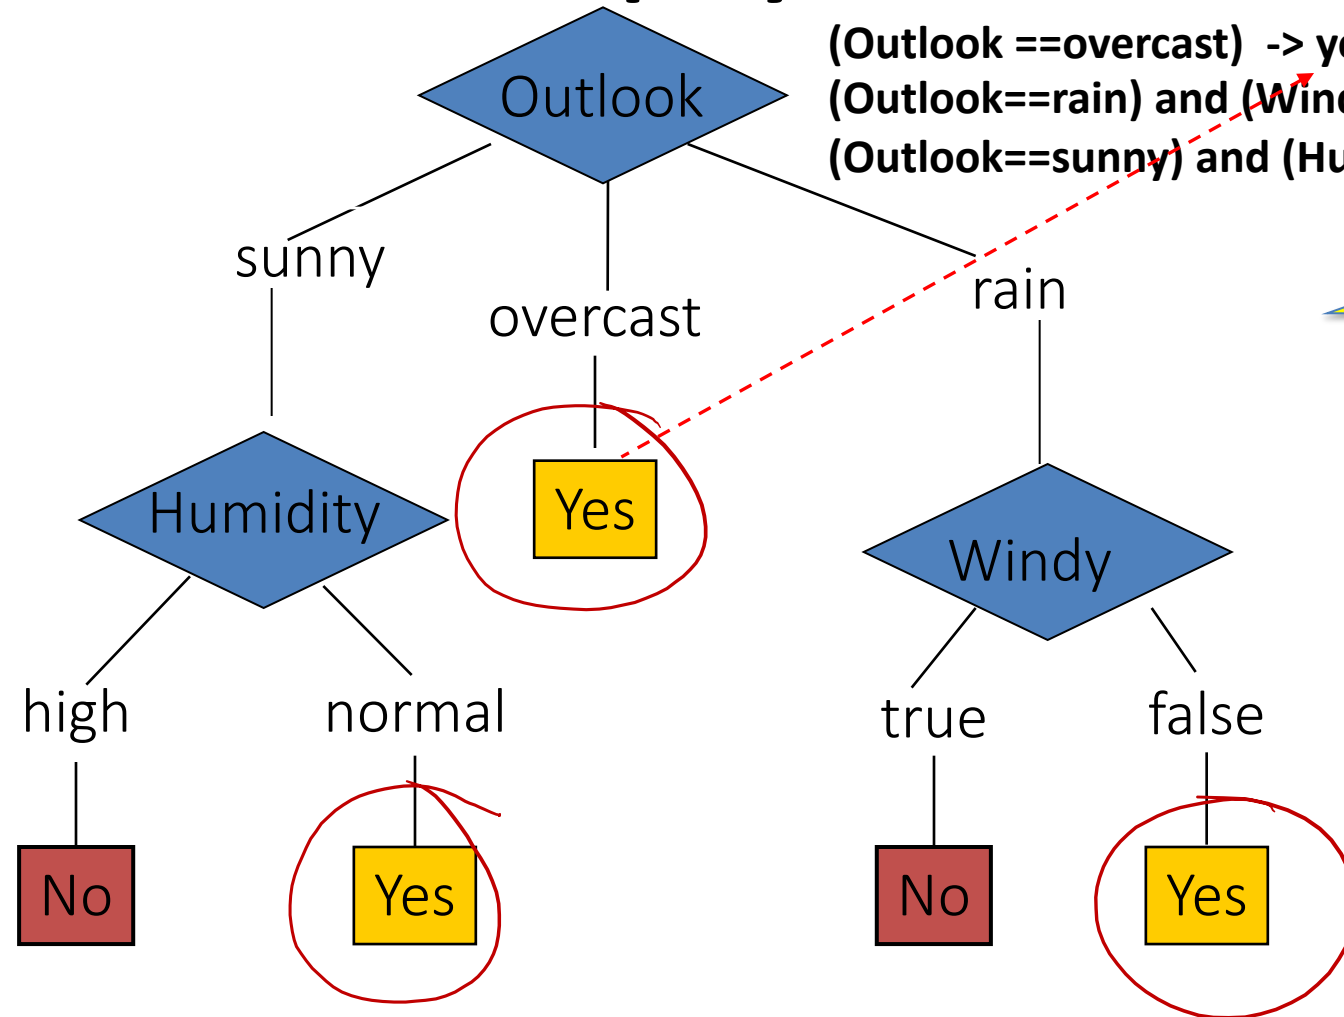 Outlook
(Outlook ==overcast) ->
(Outlook==rain) and
(Outlook==sunny) and
sunny
overcast
rain
Humidity
Yes
Windy
high
normal
true
false
No
Yes
No
Yes